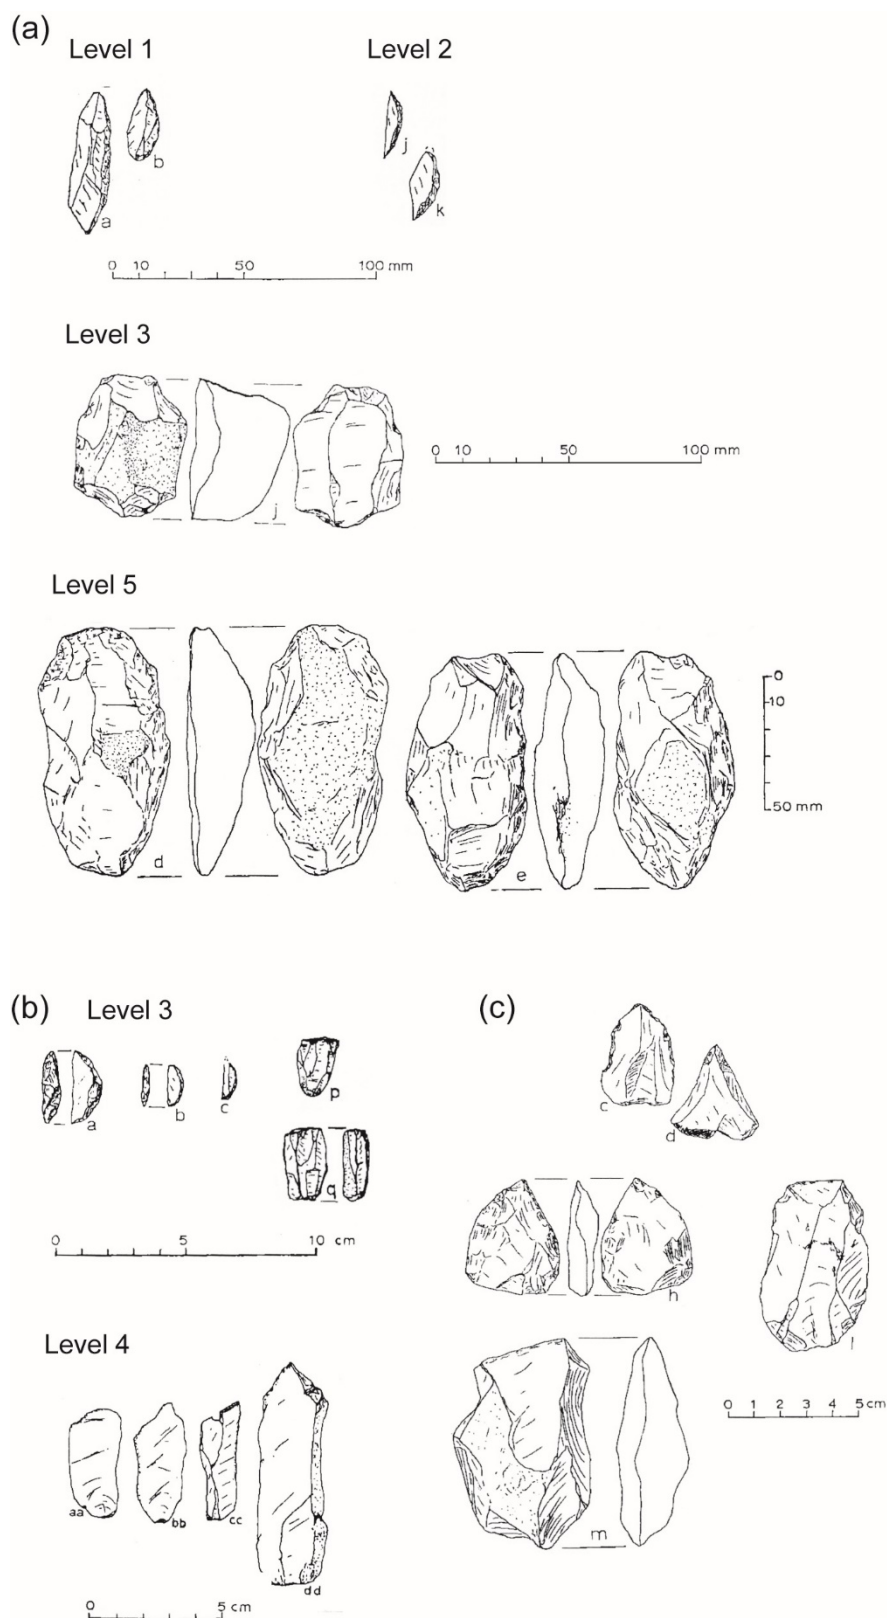 (a)
Level 1
Level 2
a
b
j
k
0 10 50 100 mm
Level 3
j
0 10 50 100 mm
Level 5
d
e
0
10
50 mm
(b) Level 3
a
b
c
p
q
0 5 10 cm
Level 4
aa
bb
cc
dd
0 5 cm
(c)
c
d
h
l
m
0 1 2 3 4 5 cm